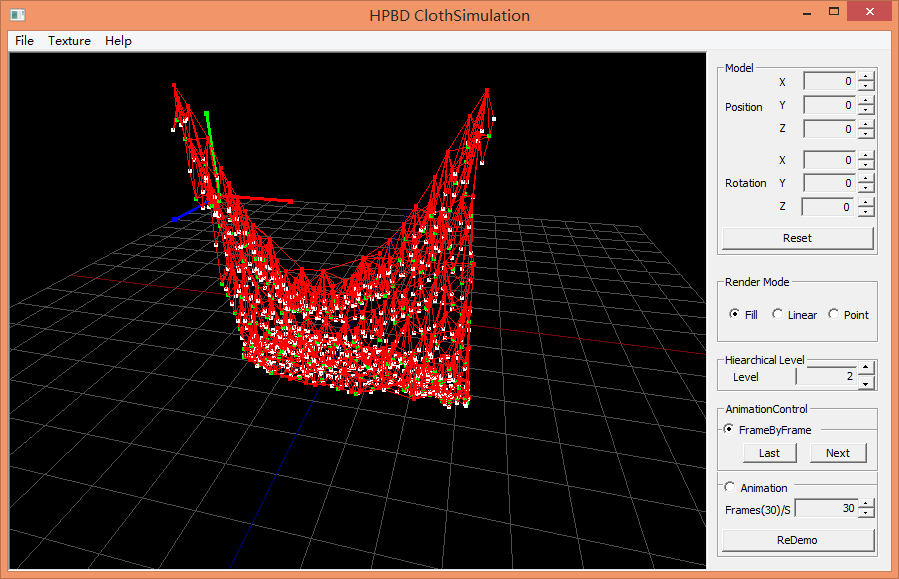 HPBD ClothSimulation
File Texture Help
Model
X 0
Position Y 0
Z 0
X 0
Rotation Y 0
Z 0
Reset
Render Mode
Fill Linear Point
Hiearchical Level
Level 2
AnimationControl
FrameByFrame
Last Next
Animation
Frames(30)/S 30
ReDemo